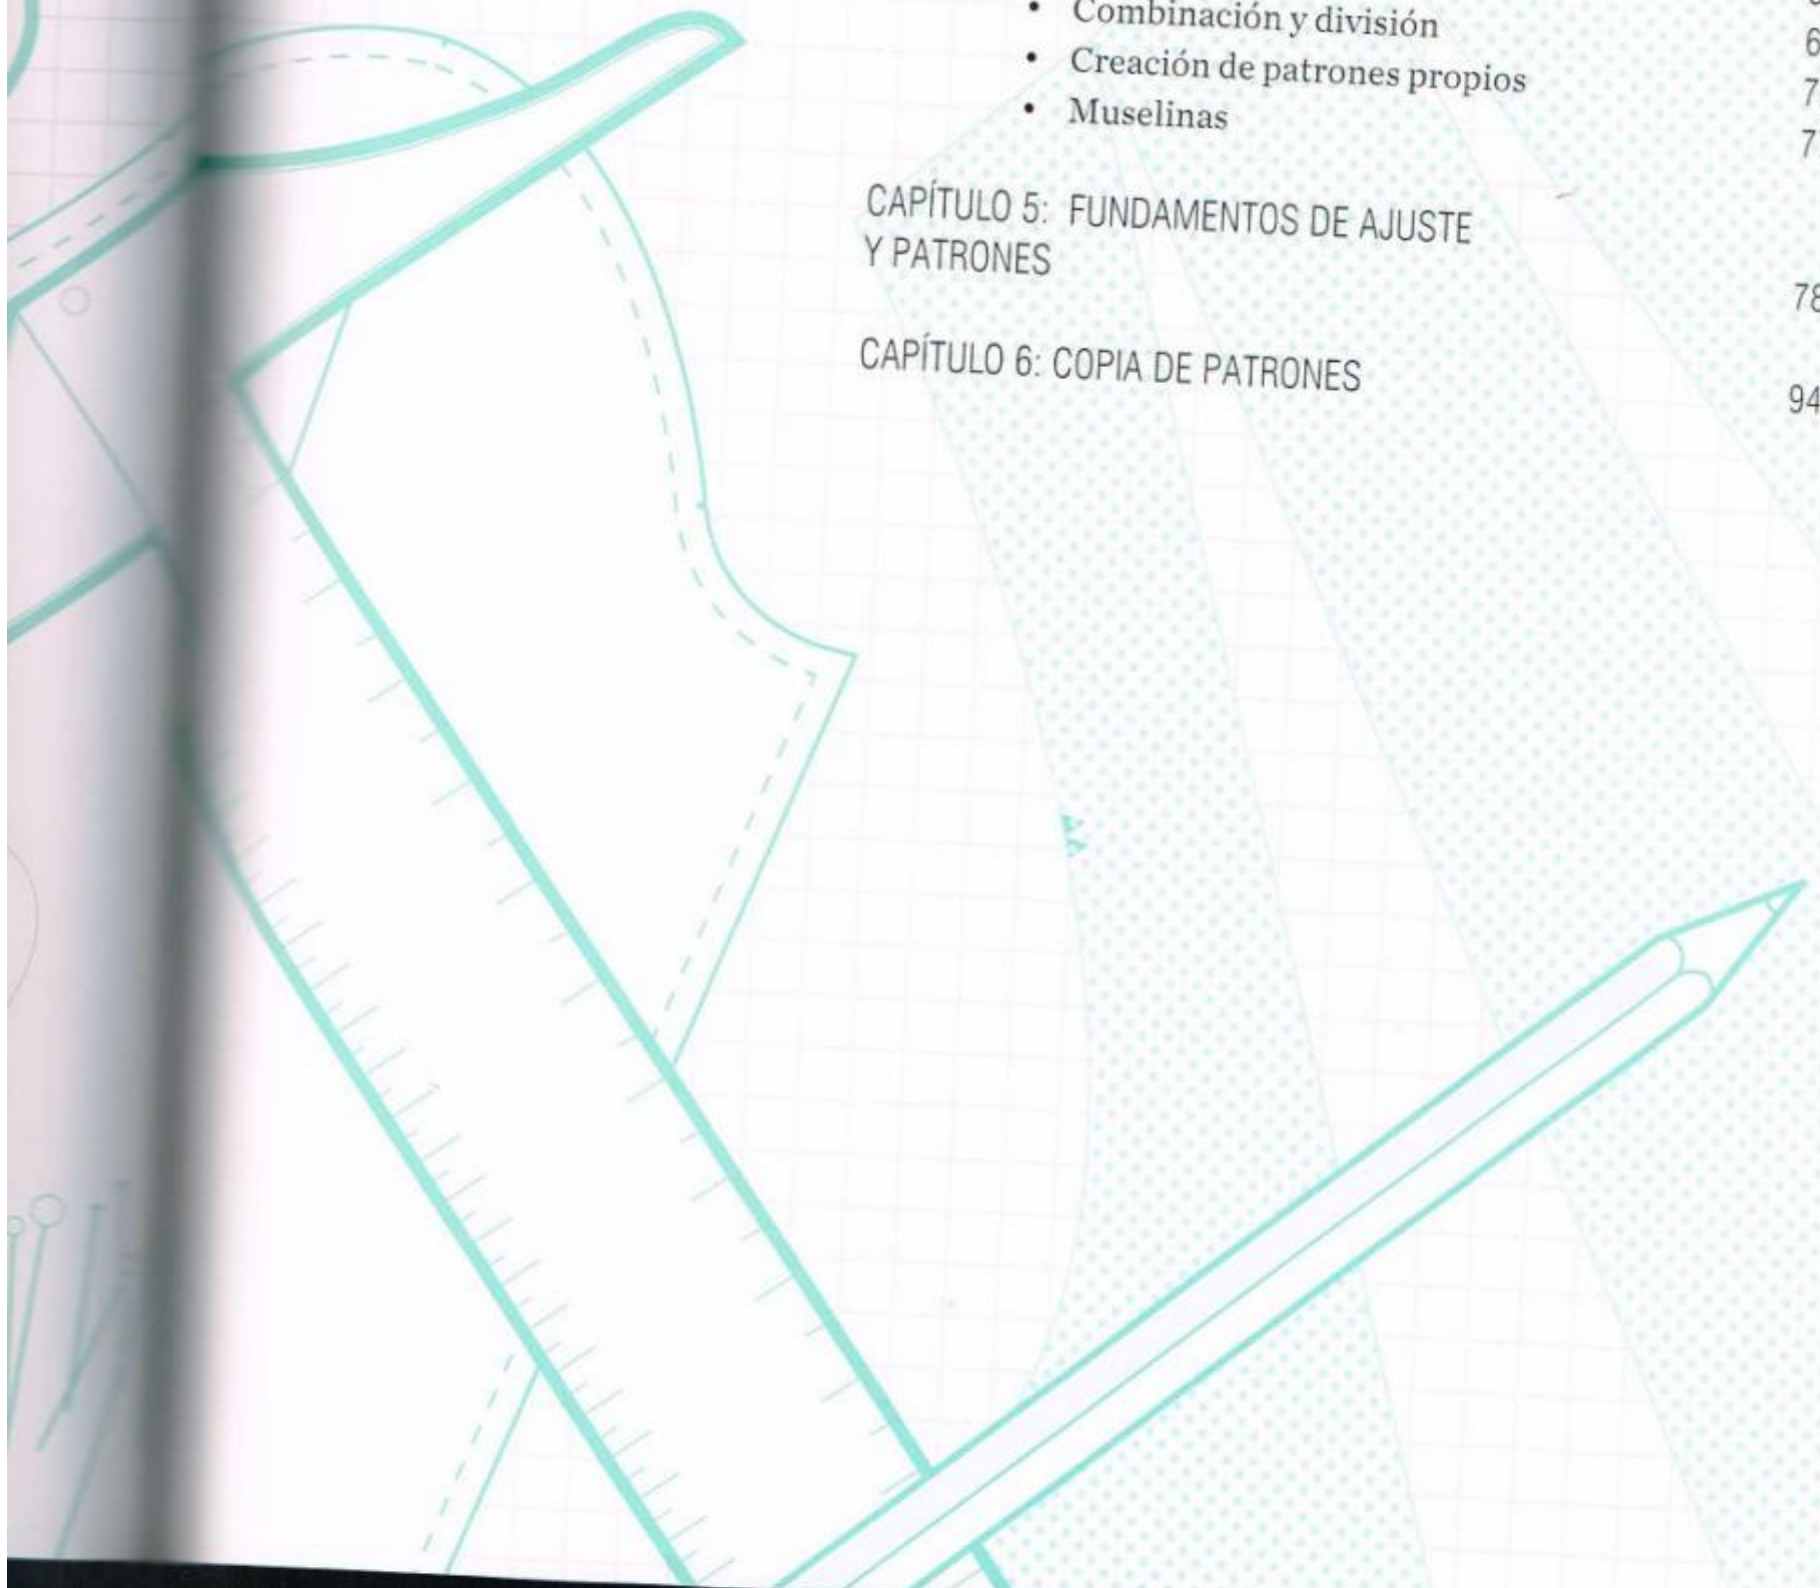 • Combinación y división
• Creación de patrones propios
• Muselinas
CAPÍTULO 5: FUNDAMENTOS DE AJUSTE
Y PATRONES
78
CAPÍTULO 6: COPIA DE PATRONES
94